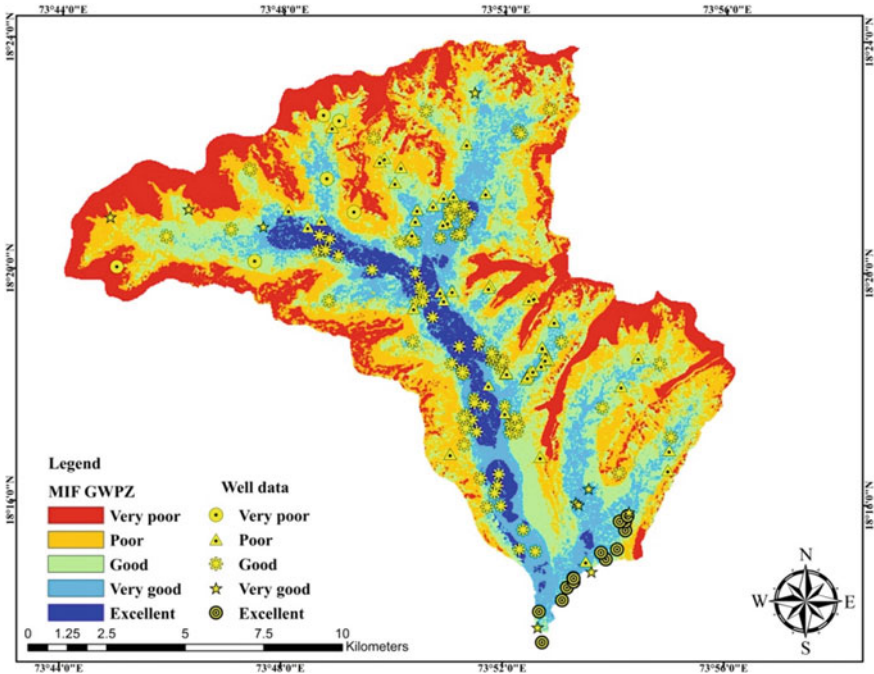 73°44'0"E 73°48'0"E 73°52'0"E 73°56'0"E
18°24'0"N 18°24'0"N
18°20'0"N 18°20'0"N
18°16'0"N 18°16'0"N
Legend
MIF GWPZ Well data
Very poor Very poor
Poor Poor
Good Good
Very good Very good
Excellent Excellent
0 1.25 2.5 5 7.5 10
Kilometers
N
W E
S
73°44'0"E 73°48'0"E 73°52'0"E 73°56'0"E